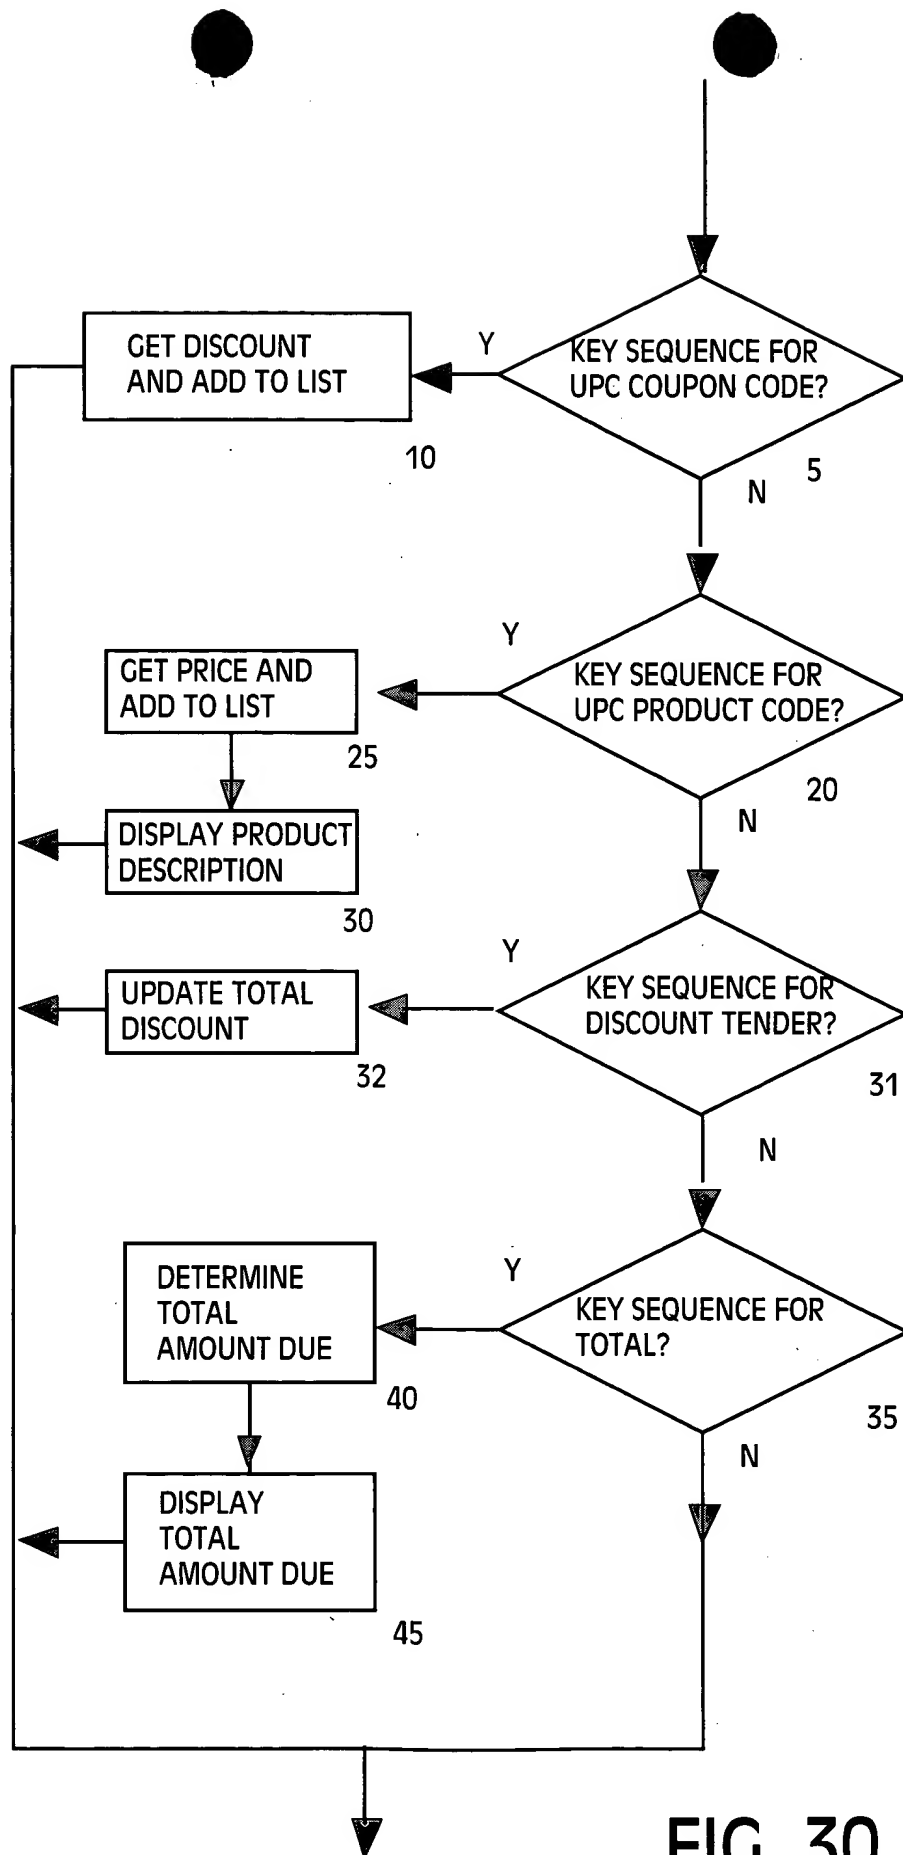 Y
GET DISCOUNT
AND ADD TO LIST
10
KEY SEQUENCE FOR
UPC COUPON CODE?
5
N
Y
GET PRICE AND
ADD TO LIST
25
KEY SEQUENCE FOR
UPC PRODUCT CODE?
20
N
DISPLAY PRODUCT
DESCRIPTION
30
Y
UPDATE TOTAL
DISCOUNT
32
KEY SEQUENCE FOR
DISCOUNT TENDER?
31
N
Y
DETERMINE
TOTAL
AMOUNT DUE
40
KEY SEQUENCE FOR
TOTAL?
35
N
DISPLAY
TOTAL
AMOUNT DUE
45
FIG. 30